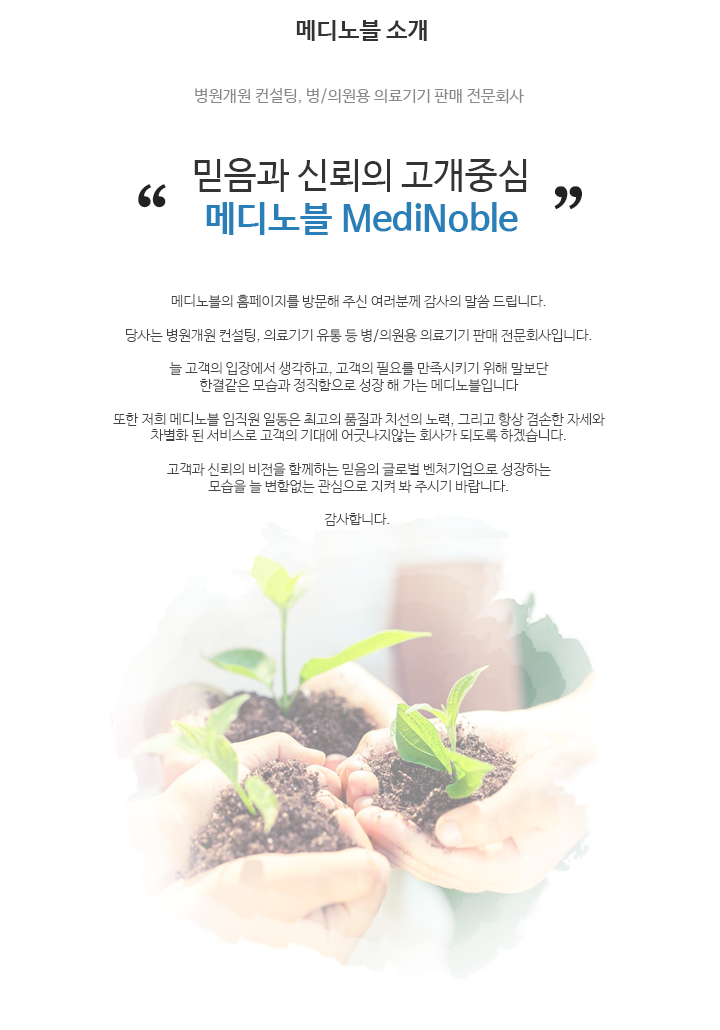 메디노블 소개
병원개원 컨설팅, 병/의원용 의료기기 판매 전문회사
“ 믿음과 신뢰의 고개중심 ”
메디노블 MediNoble
메디노블의 홈페이지를 방문해 주신 여러분께 감사의 말씀 드립니다.
당사는 병원개원 컨설팅, 의료기기 유통 등 병/의원용 의료기기 판매 전문회사입니다.
늘 고객의 입장에서 생각하고, 고객의 필요를 만족시키기 위해 말보단
한결같은 모습과 정직함으로 성장 해 가는 메디노블입니다
또한 저희 메디노블 임직원 일동은 최고의 품질과 치선의 노력, 그리고 항상 겸손한 자세와
차별화 된 서비스로 고객의 기대에 어긋나지않는 회사가 되도록 하겠습니다.
고객과 신뢰의 비전을 함께하는 믿음의 글로벌 벤처기업으로 성장하는
모습을 늘 변함없는 관심으로 지켜 봐 주시기 바랍니다.
감사합니다.